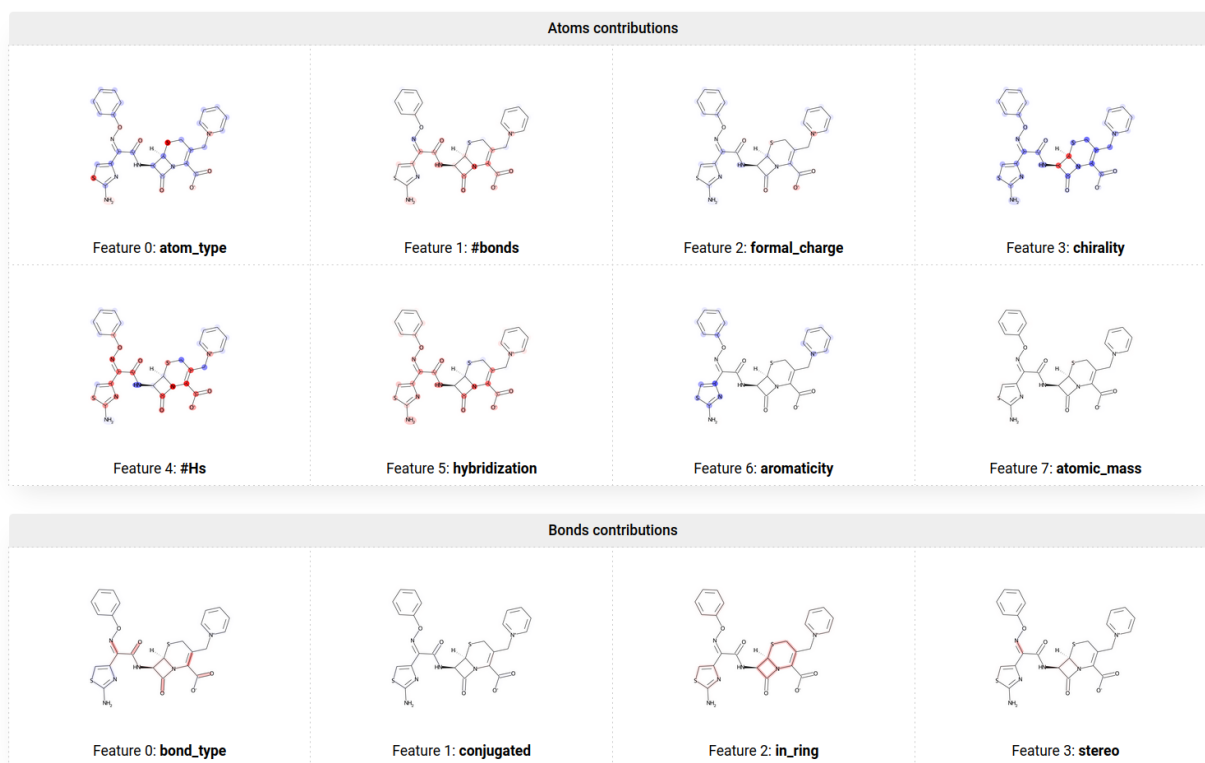 Atoms contributions
Feature 0: atom_type
Feature 1: #bonds
Feature 2: formal_charge
Feature 3: chirality
Feature 4: #Hs
Feature 5: hybridization
Feature 6: aromaticity
Feature 7: atomic_mass
Bonds contributions
Feature 0: bond_type
Feature 1: conjugated
Feature 2: in_ring
Feature 3: stereo